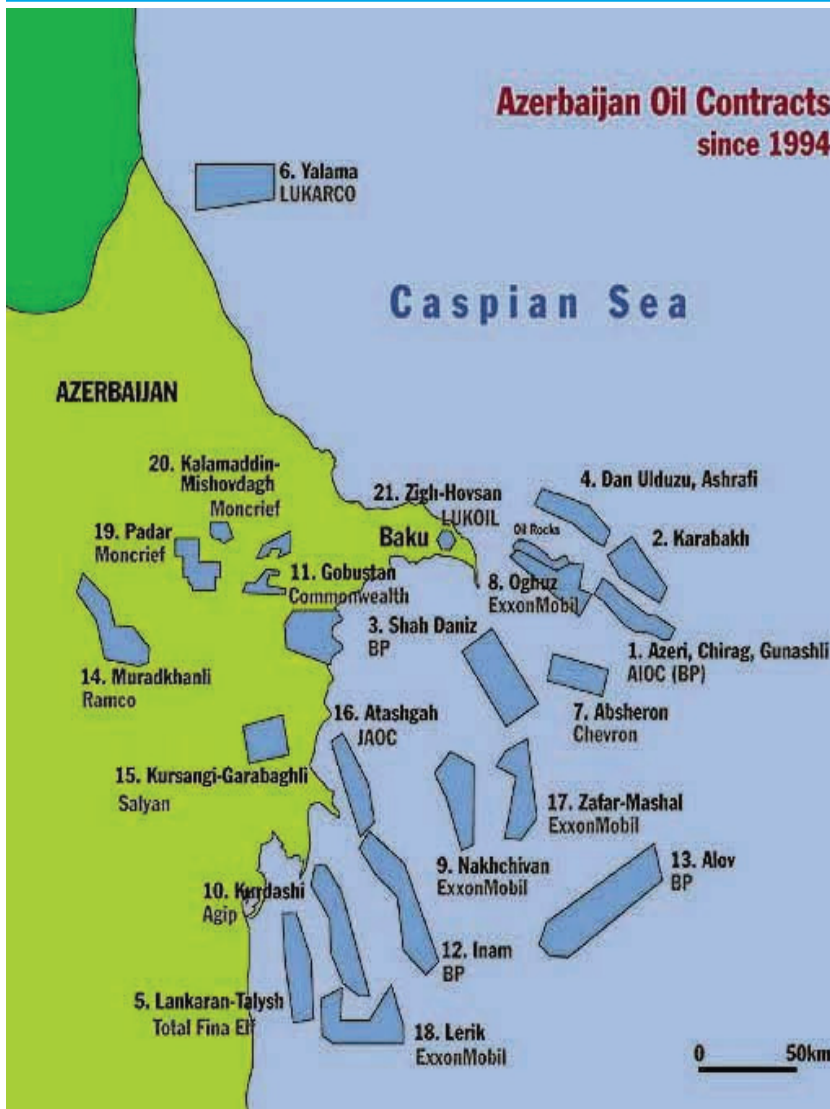 Azerbaijan Oil Contracts
since 1994
6. Yalama
LUKARCO
Caspian Sea
AZERBAIJAN
20. Kalamaddin-
Mishovdagh
Moncrief
21. Zigh-Hovsan
LUKOIL
4. Dan Ulduzu, Ashrafi
19. Padar
Moncrief
Baku
Oil Rocks
2. Karabakh
11. Gobustan
Commonwealth
8. Oghuz
ExxonMobil
3. Shah Daniz
BP
1. Azeri, Chirag, Gunashli
AIOC (BP)
14. Muradkhanli
Ramco
7. Absheron
Chevron
16. Atashgah
JAOC
15. Kursangi-Garabaghli
Salyan
17. Zafar-Mashal
ExxonMobil
9. Nakhchivan
ExxonMobil
13. Alov
BP
10. Kurdashi
Agip
12. Inam
BP
5. Lankaran-Talysh
Total Fina Elf
18. Lerik
ExxonMobil
0 50km